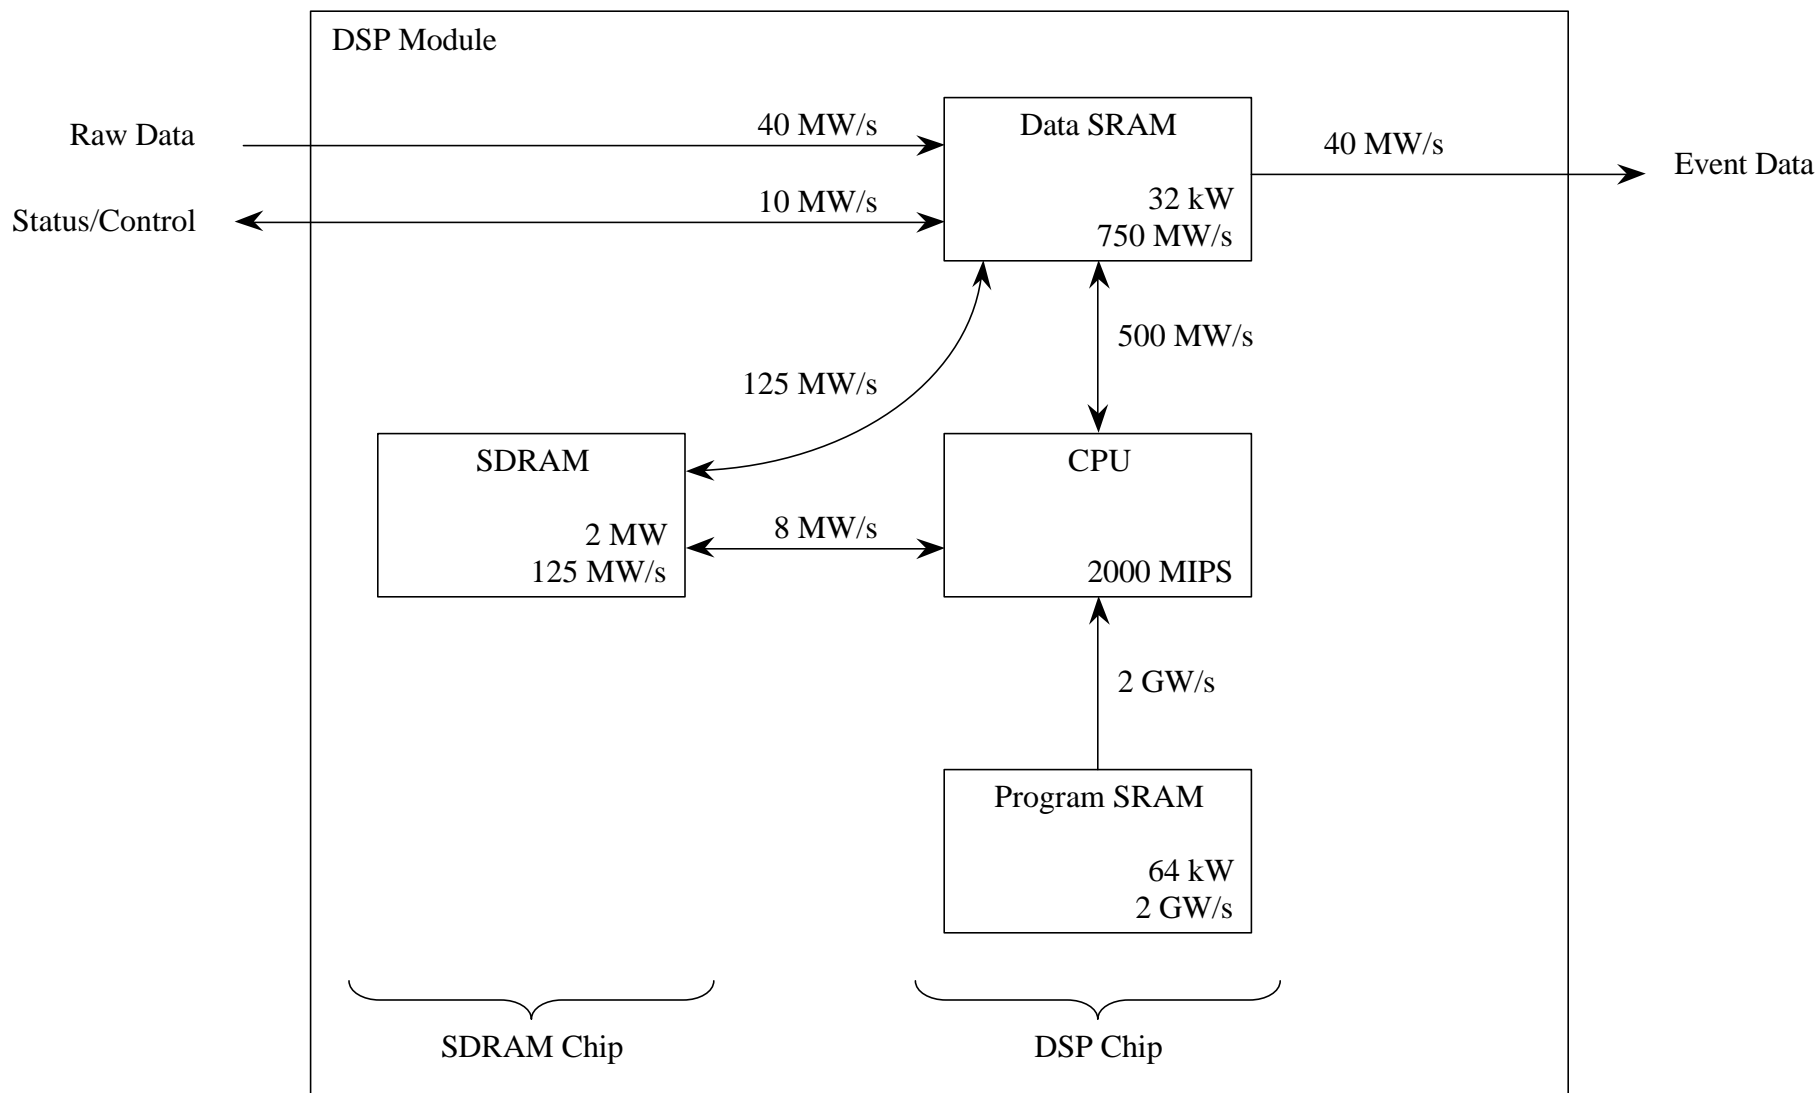 DSP Module
Raw Data
40 MW/s
Data SRAM
40 MW/s
Event Data
Status/Control
10 MW/s
32 kW
750 MW/s
500 MW/s
125 MW/s
SDRAM
2 MW
125 MW/s
8 MW/s
CPU
2000 MIPS
2 GW/s
Program SRAM
64 kW
2 GW/s
SDRAM Chip
DSP Chip